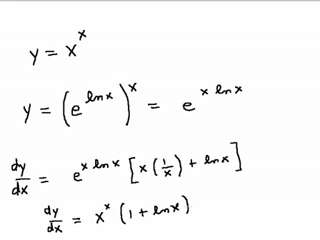 y = x^x
y = (e^{ln x})^x = e^{x ln x}
dy/dx = e^{x ln x} [x(1/x) + ln x]
dy/dx = x^x (1 + ln x)